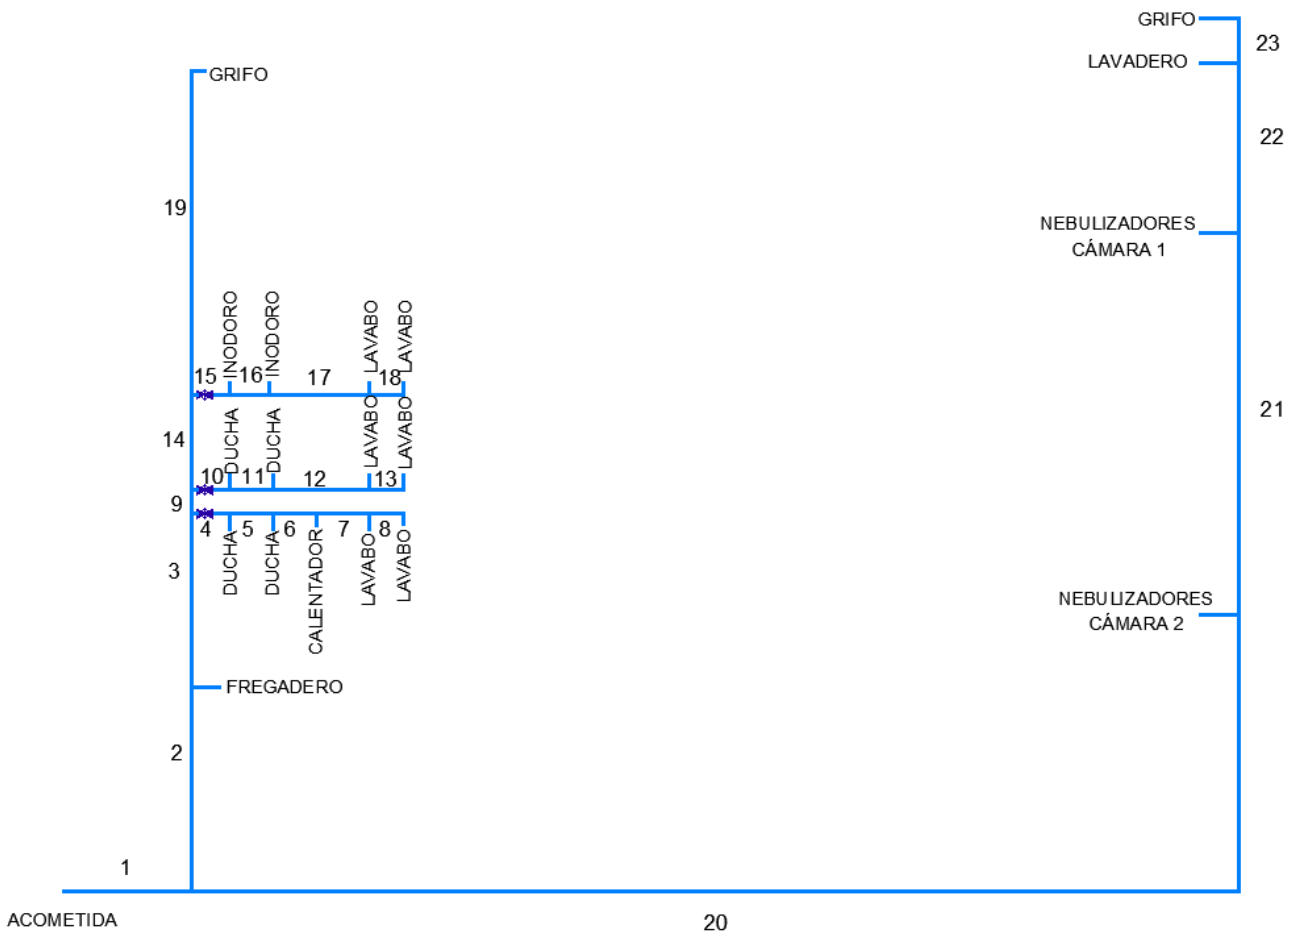 GRIFO
23
LAVADERO
GRIFO
22
19
NEBULIZADORES
CÁMARA 1
INODORO
INODORO
LAVABO
LAVABO
15
16
17
18
21
14
DUCHA
DUCHA
LAVABO
LAVABO
10
11
12
13
9
4
5
6
7
8
DUCHA
DUCHA
CALENTADOR
LAVABO
LAVABO
3
NEBULIZADORES
CÁMARA 2
FREGADERO
2
1
ACOMETIDA
20